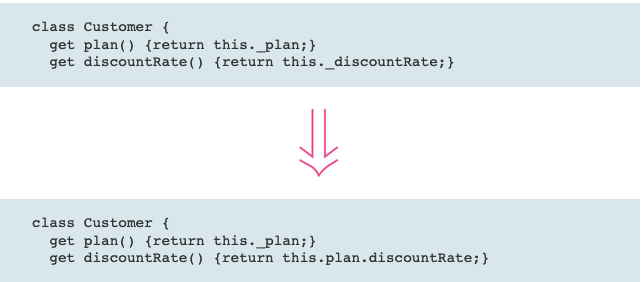 class Customer {
  get plan() {return this._plan;}
  get discountRate() {return this._discountRate;}
class Customer {
  get plan() {return this._plan;}
  get discountRate() {return this.plan.discountRate;}